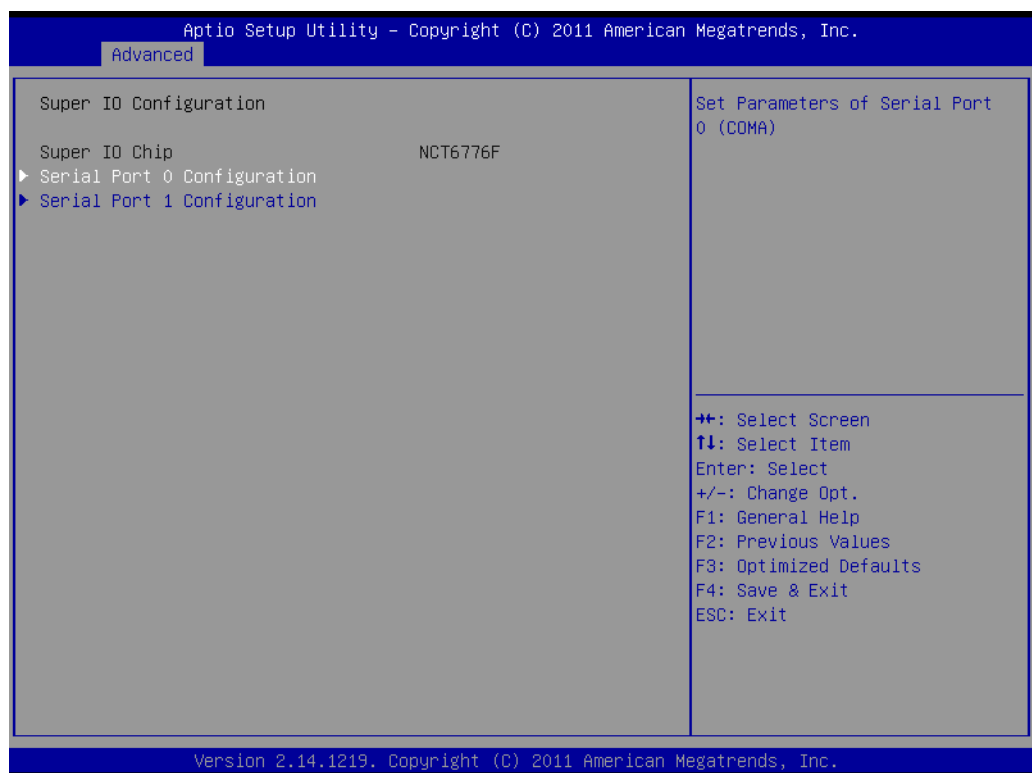 Aptio Setup Utility – Copyright (C) 2011 American Megatrends, Inc.
Advanced
Super IO Configuration
Super IO Chip NCT6776F
▶ Serial Port 0 Configuration
▶ Serial Port 1 Configuration
Set Parameters of Serial Port
0 (COMA)
→←: Select Screen
↑↓: Select Item
Enter: Select
+/-: Change Opt.
F1: General Help
F2: Previous Values
F3: Optimized Defaults
F4: Save & Exit
ESC: Exit
Version 2.14.1219. Copyright (C) 2011 American Megatrends, Inc.